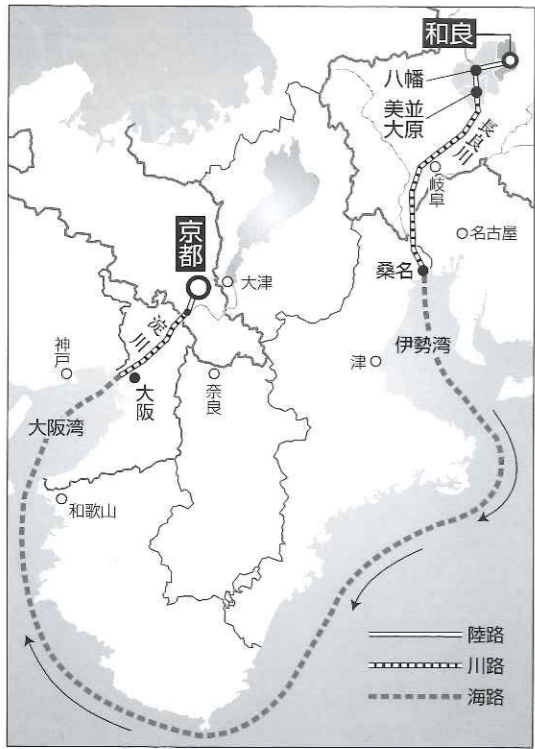 和良
八幡
美並
大原
長良川
岐阜
名古屋
桑名
京都
大津
淀川
神戸
大阪
奈良
津
伊勢湾
大阪湾
和歌山
陸路
川路
海路